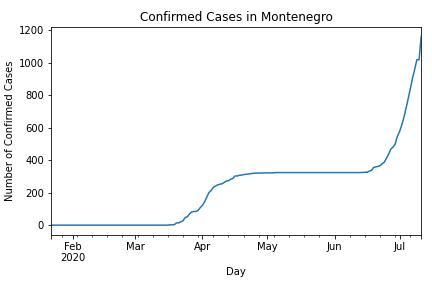 Confirmed Cases in Montenegro
1200
1000
800
600
400
200
0
Number of Confirmed Cases
Feb Mar Apr May Jun Jul
2020
Day